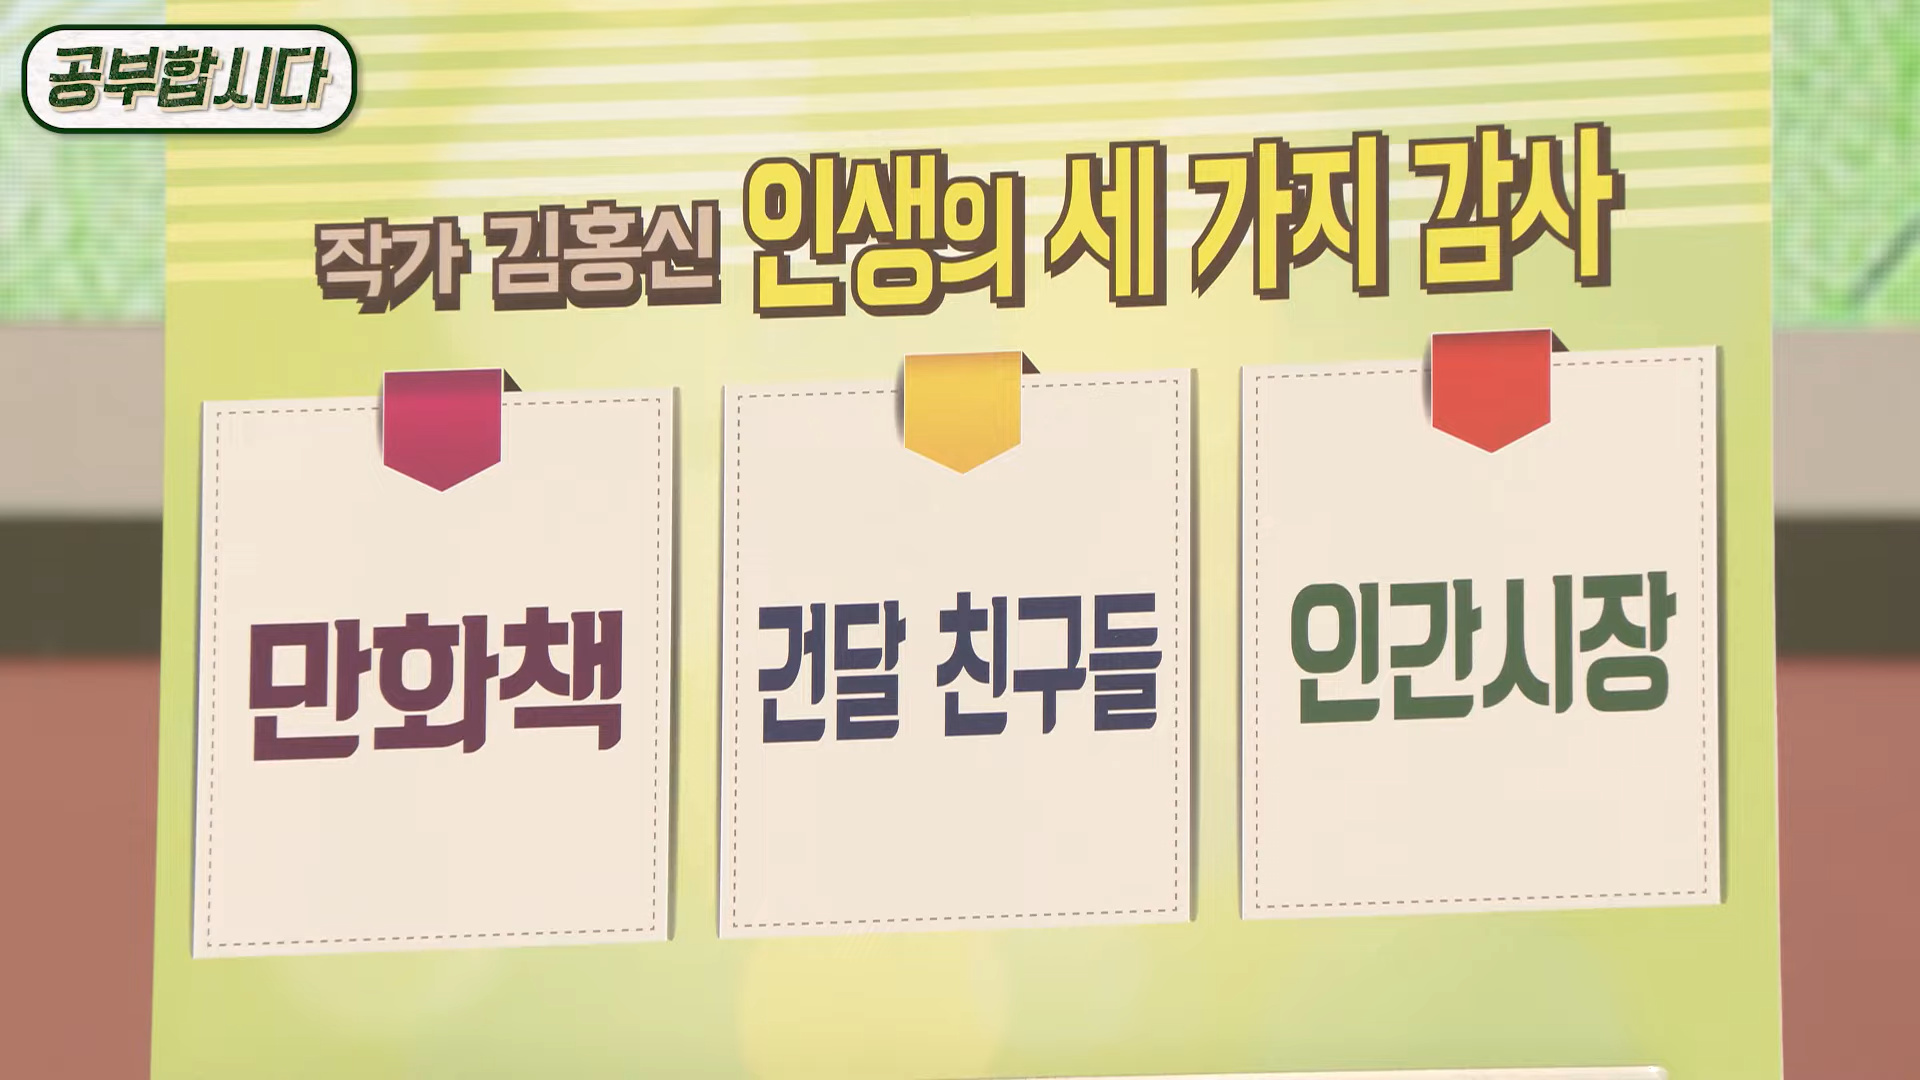 공부합시다
작가 김홍신 인생의 세 가지 감사
만화책
건달 친구들
인간시장